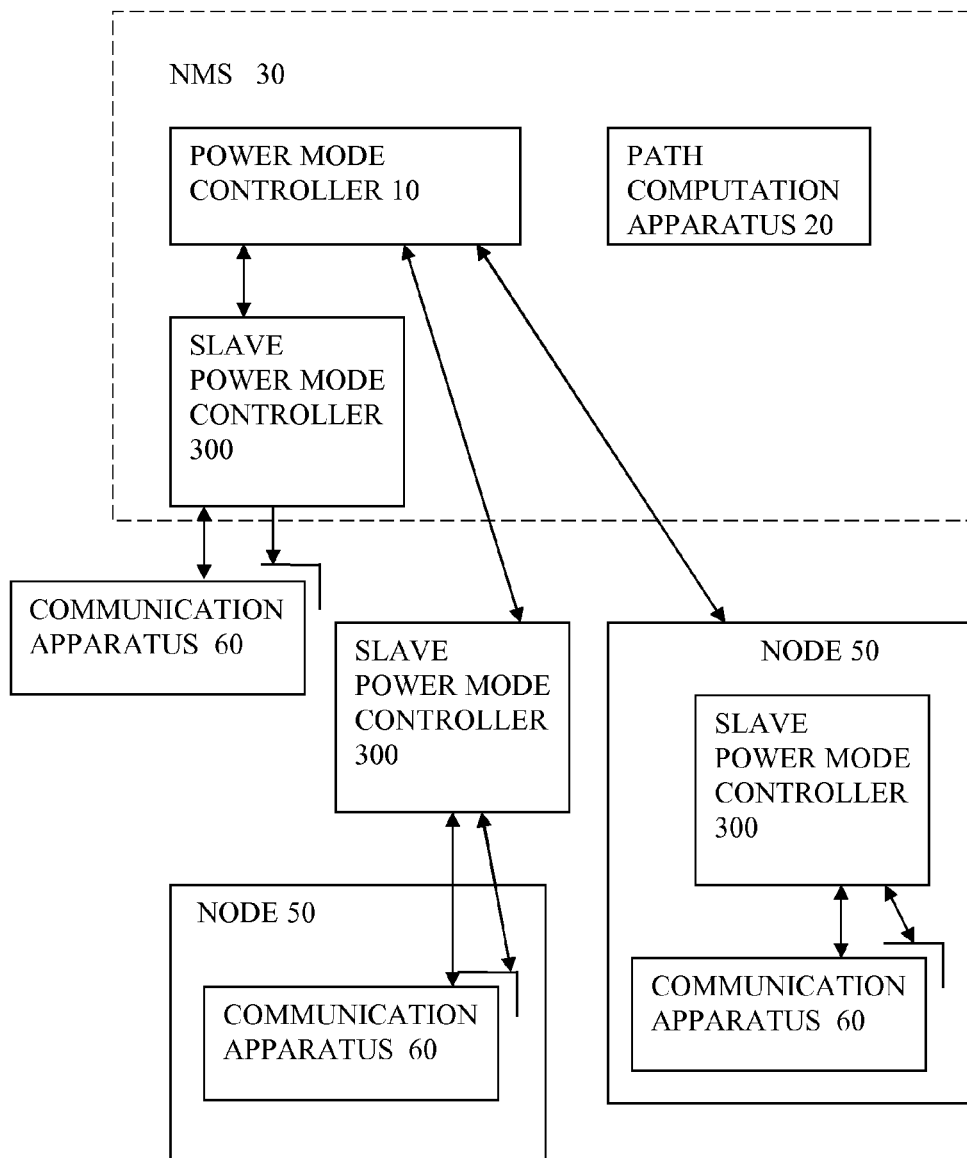 NMS 30
POWER MODE
CONTROLLER 10
PATH
COMPUTATION
APPARATUS 20
SLAVE
POWER MODE
CONTROLLER
300
COMMUNICATION
APPARATUS 60
SLAVE
POWER MODE
CONTROLLER
300
NODE 50
SLAVE
POWER MODE
CONTROLLER
300
NODE 50
COMMUNICATION
APPARATUS 60
COMMUNICATION
APPARATUS 60